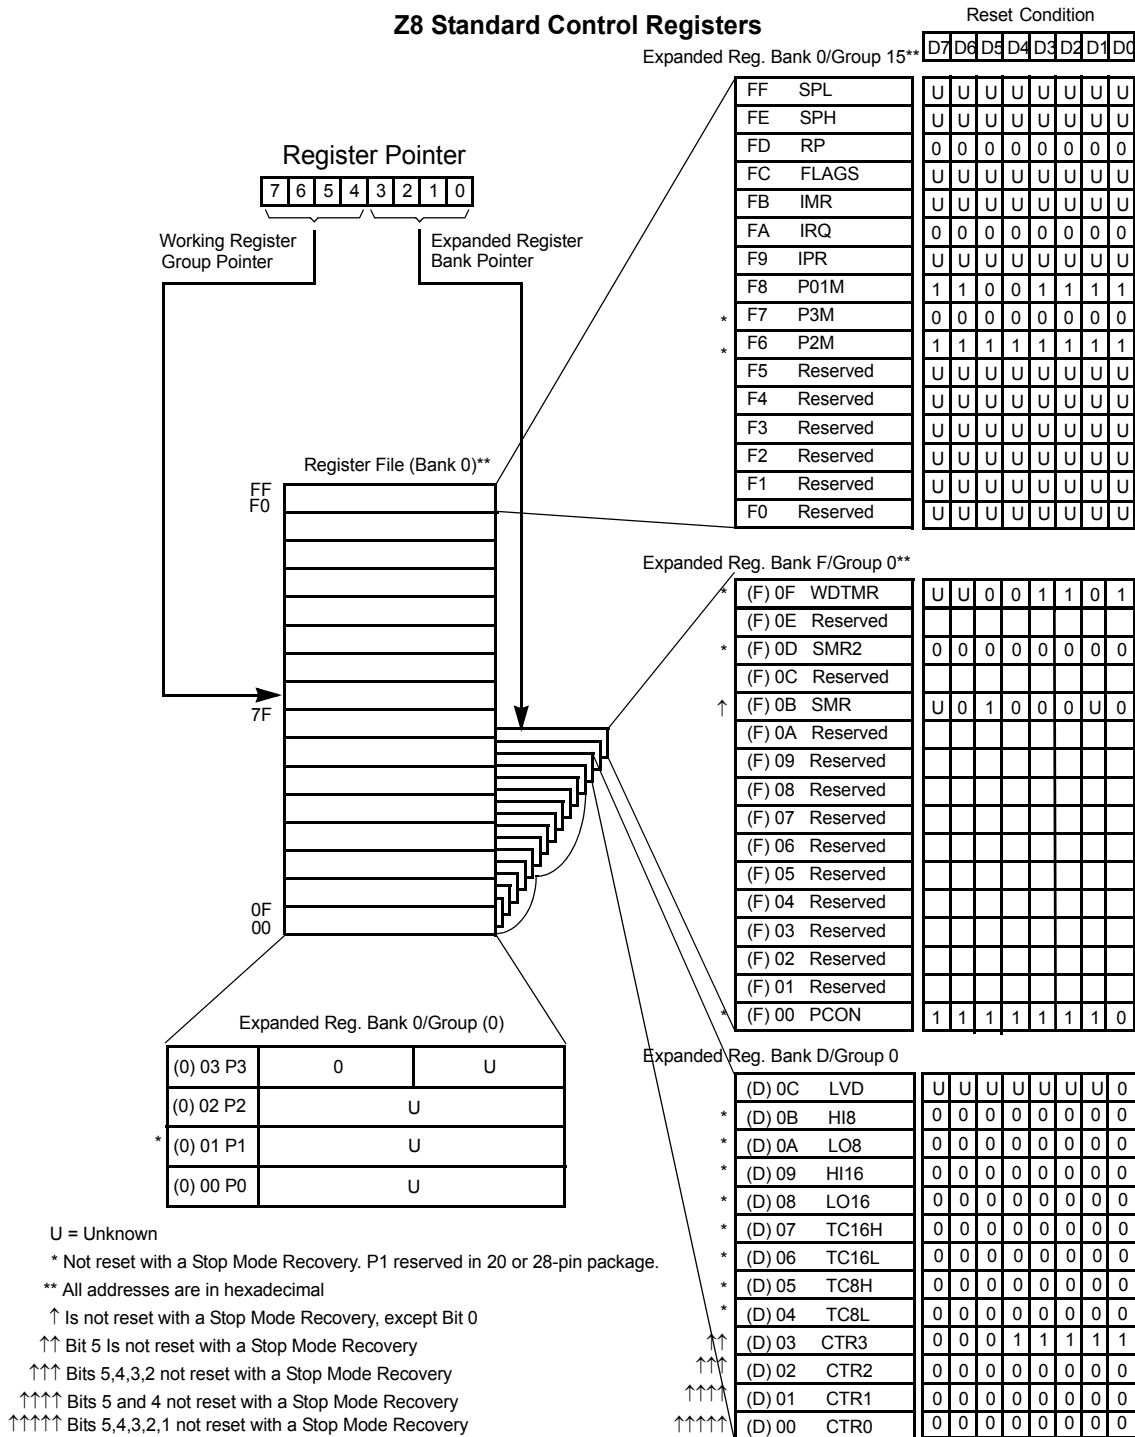 Z8 Standard Control Registers
Reset Condition
Expanded Reg. Bank 0/Group 15** D7 D6 D5 D4 D3 D2 D1 D0
FF SPL U U U U U U U U
FE SPH U U U U U U U U
FD RP 0 0 0 0 0 0 0 0
FC FLAGS U U U U U U U U
FB IMR U U U U U U U U
FA IRQ 0 0 0 0 0 0 0 0
F9 IPR U U U U U U U U
F8 P01M 1 1 0 0 1 1 1 1
* F7 P3M 0 0 0 0 0 0 0 0
* F6 P2M 1 1 1 1 1 1 1 1
F5 Reserved U U U U U U U U
F4 Reserved U U U U U U U U
F3 Reserved U U U U U U U U
F2 Reserved U U U U U U U U
F1 Reserved U U U U U U U U
F0 Reserved U U U U U U U U
Register Pointer
7 6 5 4 3 2 1 0
Working Register
Group Pointer
Expanded Register
Bank Pointer
Register File (Bank 0)**
FF
F0
7F
0F
00
Expanded Reg. Bank F/Group 0**
* (F) 0F WDTMR U U 0 0 1 1 0 1
(F) 0E Reserved
* (F) 0D SMR2 0 0 0 0 0 0 0 0
(F) 0C Reserved
↑ (F) 0B SMR U 0 1 0 0 0 U 0
(F) 0A Reserved
(F) 09 Reserved
(F) 08 Reserved
(F) 07 Reserved
(F) 06 Reserved
(F) 05 Reserved
(F) 04 Reserved
(F) 03 Reserved
(F) 02 Reserved
(F) 01 Reserved
* (F) 00 PCON 1 1 1 1 1 1 1 0
Expanded Reg. Bank 0/Group (0)
(0) 03 P3 0 U
(0) 02 P2 U
* (0) 01 P1 U
(0) 00 P0 U
Expanded Reg. Bank D/Group 0
(D) 0C LVD U U U U U U U 0
* (D) 0B HI8 0 0 0 0 0 0 0 0
* (D) 0A LO8 0 0 0 0 0 0 0 0
* (D) 09 HI16 0 0 0 0 0 0 0 0
* (D) 08 LO16 0 0 0 0 0 0 0 0
* (D) 07 TC16H 0 0 0 0 0 0 0 0
* (D) 06 TC16L 0 0 0 0 0 0 0 0
* (D) 05 TC8H 0 0 0 0 0 0 0 0
* (D) 04 TC8L 0 0 0 0 0 0 0 0
↑↑ (D) 03 CTR3 0 0 0 1 1 1 1 1
↑↑↑ (D) 02 CTR2 0 0 0 0 0 0 0 0
↑↑↑↑ (D) 01 CTR1 0 0 0 0 0 0 0 0
↑↑↑↑↑ (D) 00 CTR0 0 0 0 0 0 0 0 0
U = Unknown
* Not reset with a Stop Mode Recovery. P1 reserved in 20 or 28-pin package.
** All addresses are in hexadecimal
↑ Is not reset with a Stop Mode Recovery, except Bit 0
↑↑ Bit 5 Is not reset with a Stop Mode Recovery
↑↑↑ Bits 5,4,3,2 not reset with a Stop Mode Recovery
↑↑↑↑ Bits 5 and 4 not reset with a Stop Mode Recovery
↑↑↑↑↑ Bits 5,4,3,2,1 not reset with a Stop Mode Recovery